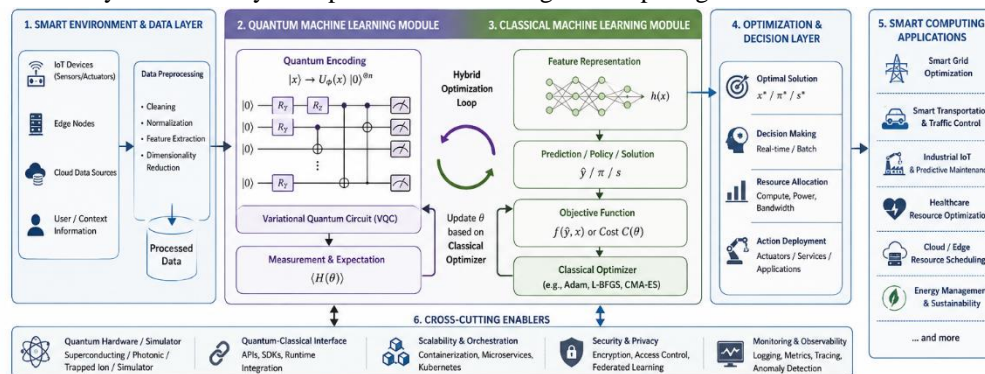 1. SMART ENVIRONMENT & DATA LAYER
IoT Devices
(Sensors/Actuators)
Edge Nodes
Cloud Data Sources
User / Context
Information
Data Preprocessing
• Cleaning
• Normalization
• Feature Extraction
• Dimensionality
Reduction
Processed
Data
2. QUANTUM MACHINE LEARNING MODULE
Quantum Encoding
|x⟩ → U_Φ(x) |0⟩^⊗n
|0⟩ R_Y R_Z
|0⟩ R_Y
|0⟩
⋮
|0⟩ R_Y
Variational Quantum Circuit (VQC)
Measurement & Expectation
⟨H(θ)⟩
Hybrid
Optimization
Loop
Update θ
based on
Classical
Optimizer
3. CLASSICAL MACHINE LEARNING MODULE
Feature Representation
h(x)
Prediction / Policy / Solution
ŷ / π / s
Objective Function
f(ŷ, x) or Cost C(θ)
Classical Optimizer
(e.g., Adam, L-BFGS, CMA-ES)
4. OPTIMIZATION &
DECISION LAYER
Optimal Solution
x* / π* / s*
Decision Making
Real-time / Batch
Resource Allocation
Compute, Power,
Bandwidth
Action Deployment
Actuators / Services /
Applications
5. SMART COMPUTING
APPLICATIONS
Smart Grid
Optimization
Smart Transportation
& Traffic Control
Industrial IoT
& Predictive Maintenance
Healthcare
Resource Optimization
Cloud / Edge
Resource Scheduling
Energy Management
& Sustainability
... and more
6. CROSS-CUTTING ENABLERS
Quantum Hardware / Simulator
Superconducting / Photonic /
Trapped Ion / Simulator
Quantum-Classical Interface
APIs, SDKs, Runtime
Integration
Scalability & Orchestration
Containerization, Microservices,
Kubernetes
Security & Privacy
Encryption, Access Control,
Federated Learning
Monitoring & Observability
Logging, Metrics, Tracing,
Anomaly Detection